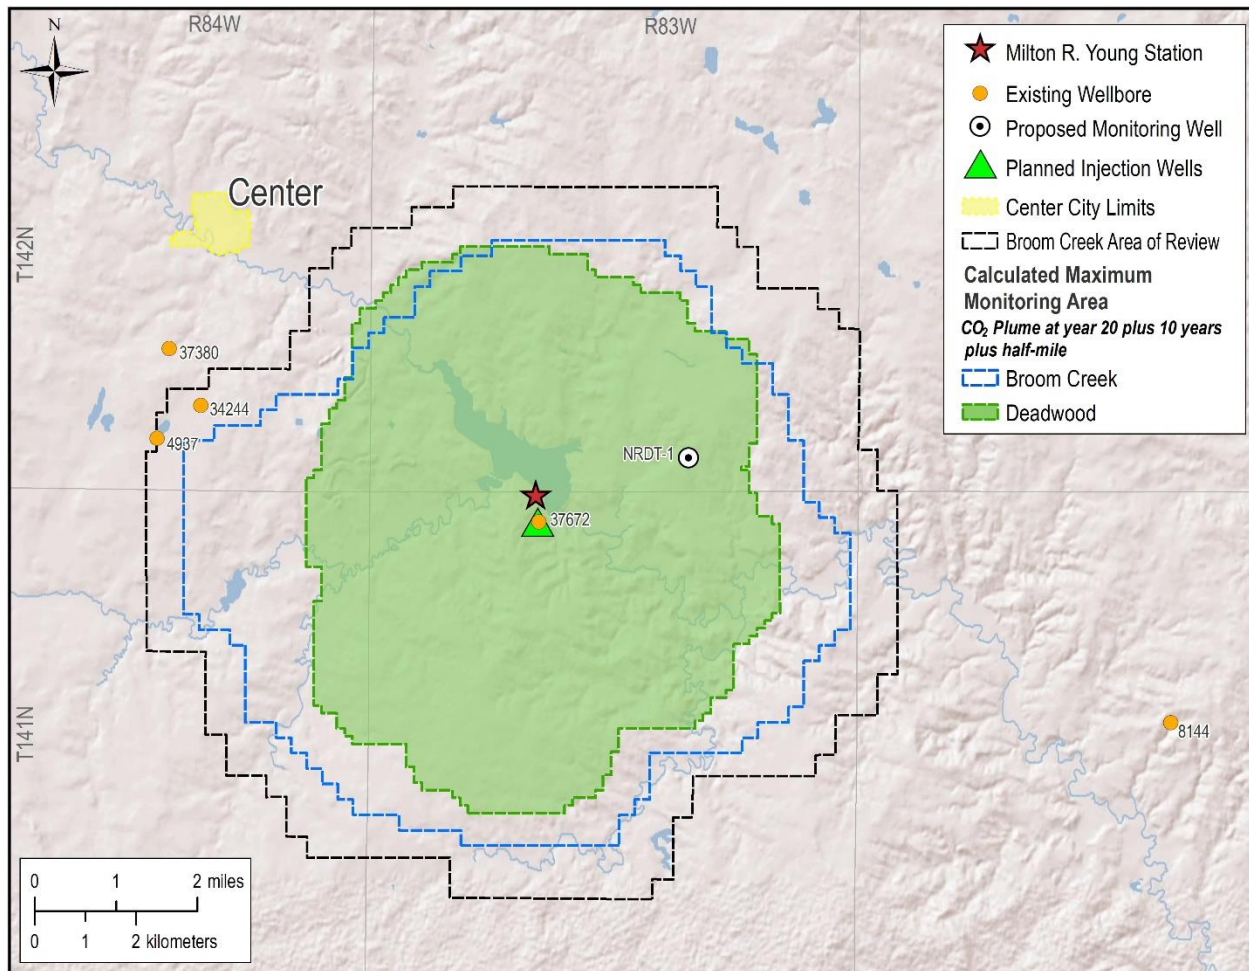 R84W
R83W
N
Milton R. Young Station
Existing Wellbore
Proposed Monitoring Well
Planned Injection Wells
Center City Limits
Broom Creek Area of Review
Calculated Maximum
Monitoring Area
CO₂ Plume at year 20 plus 10 years
plus half-mile
Broom Creek
Deadwood
Center
T142N
37380
34244
4937
NRDT-1
37672
T141N
8144
0 1 2 miles
0 1 2 kilometers